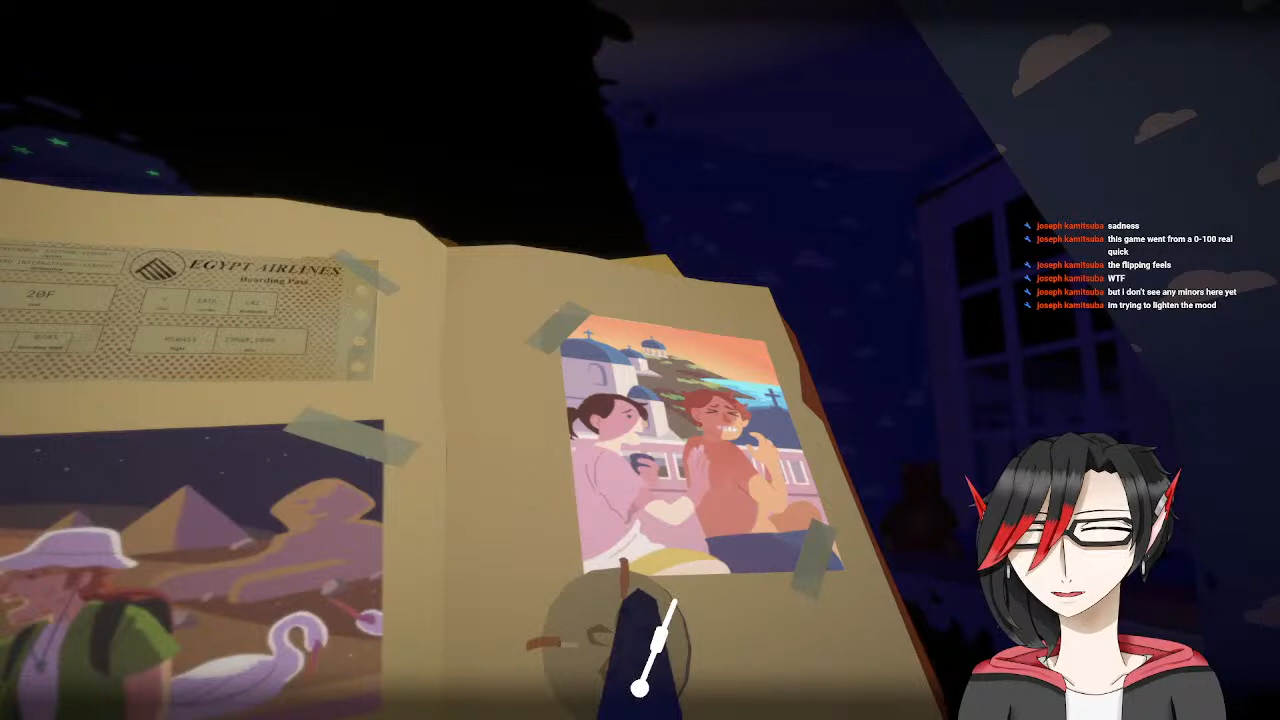 EGYPT AIRLINES
Boarding Pass
20F
joseph kamitsuba sadness
joseph kamitsuba this game went from a 0-100 real
quick
joseph kamitsuba the flipping feels
joseph kamitsuba WTF
joseph kamitsuba but i don't see any minors here yet
joseph kamitsuba im trying to lighten the mood